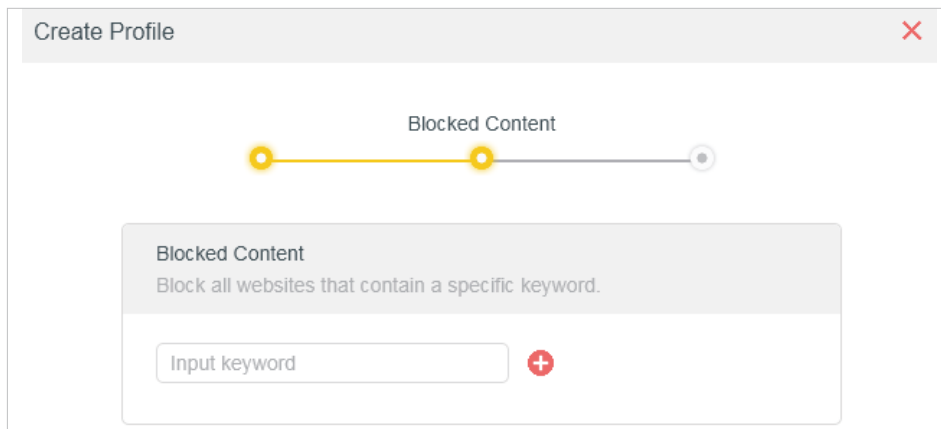 Create Profile
Blocked Content
Blocked Content
Block all websites that contain a specific keyword.
Input keyword